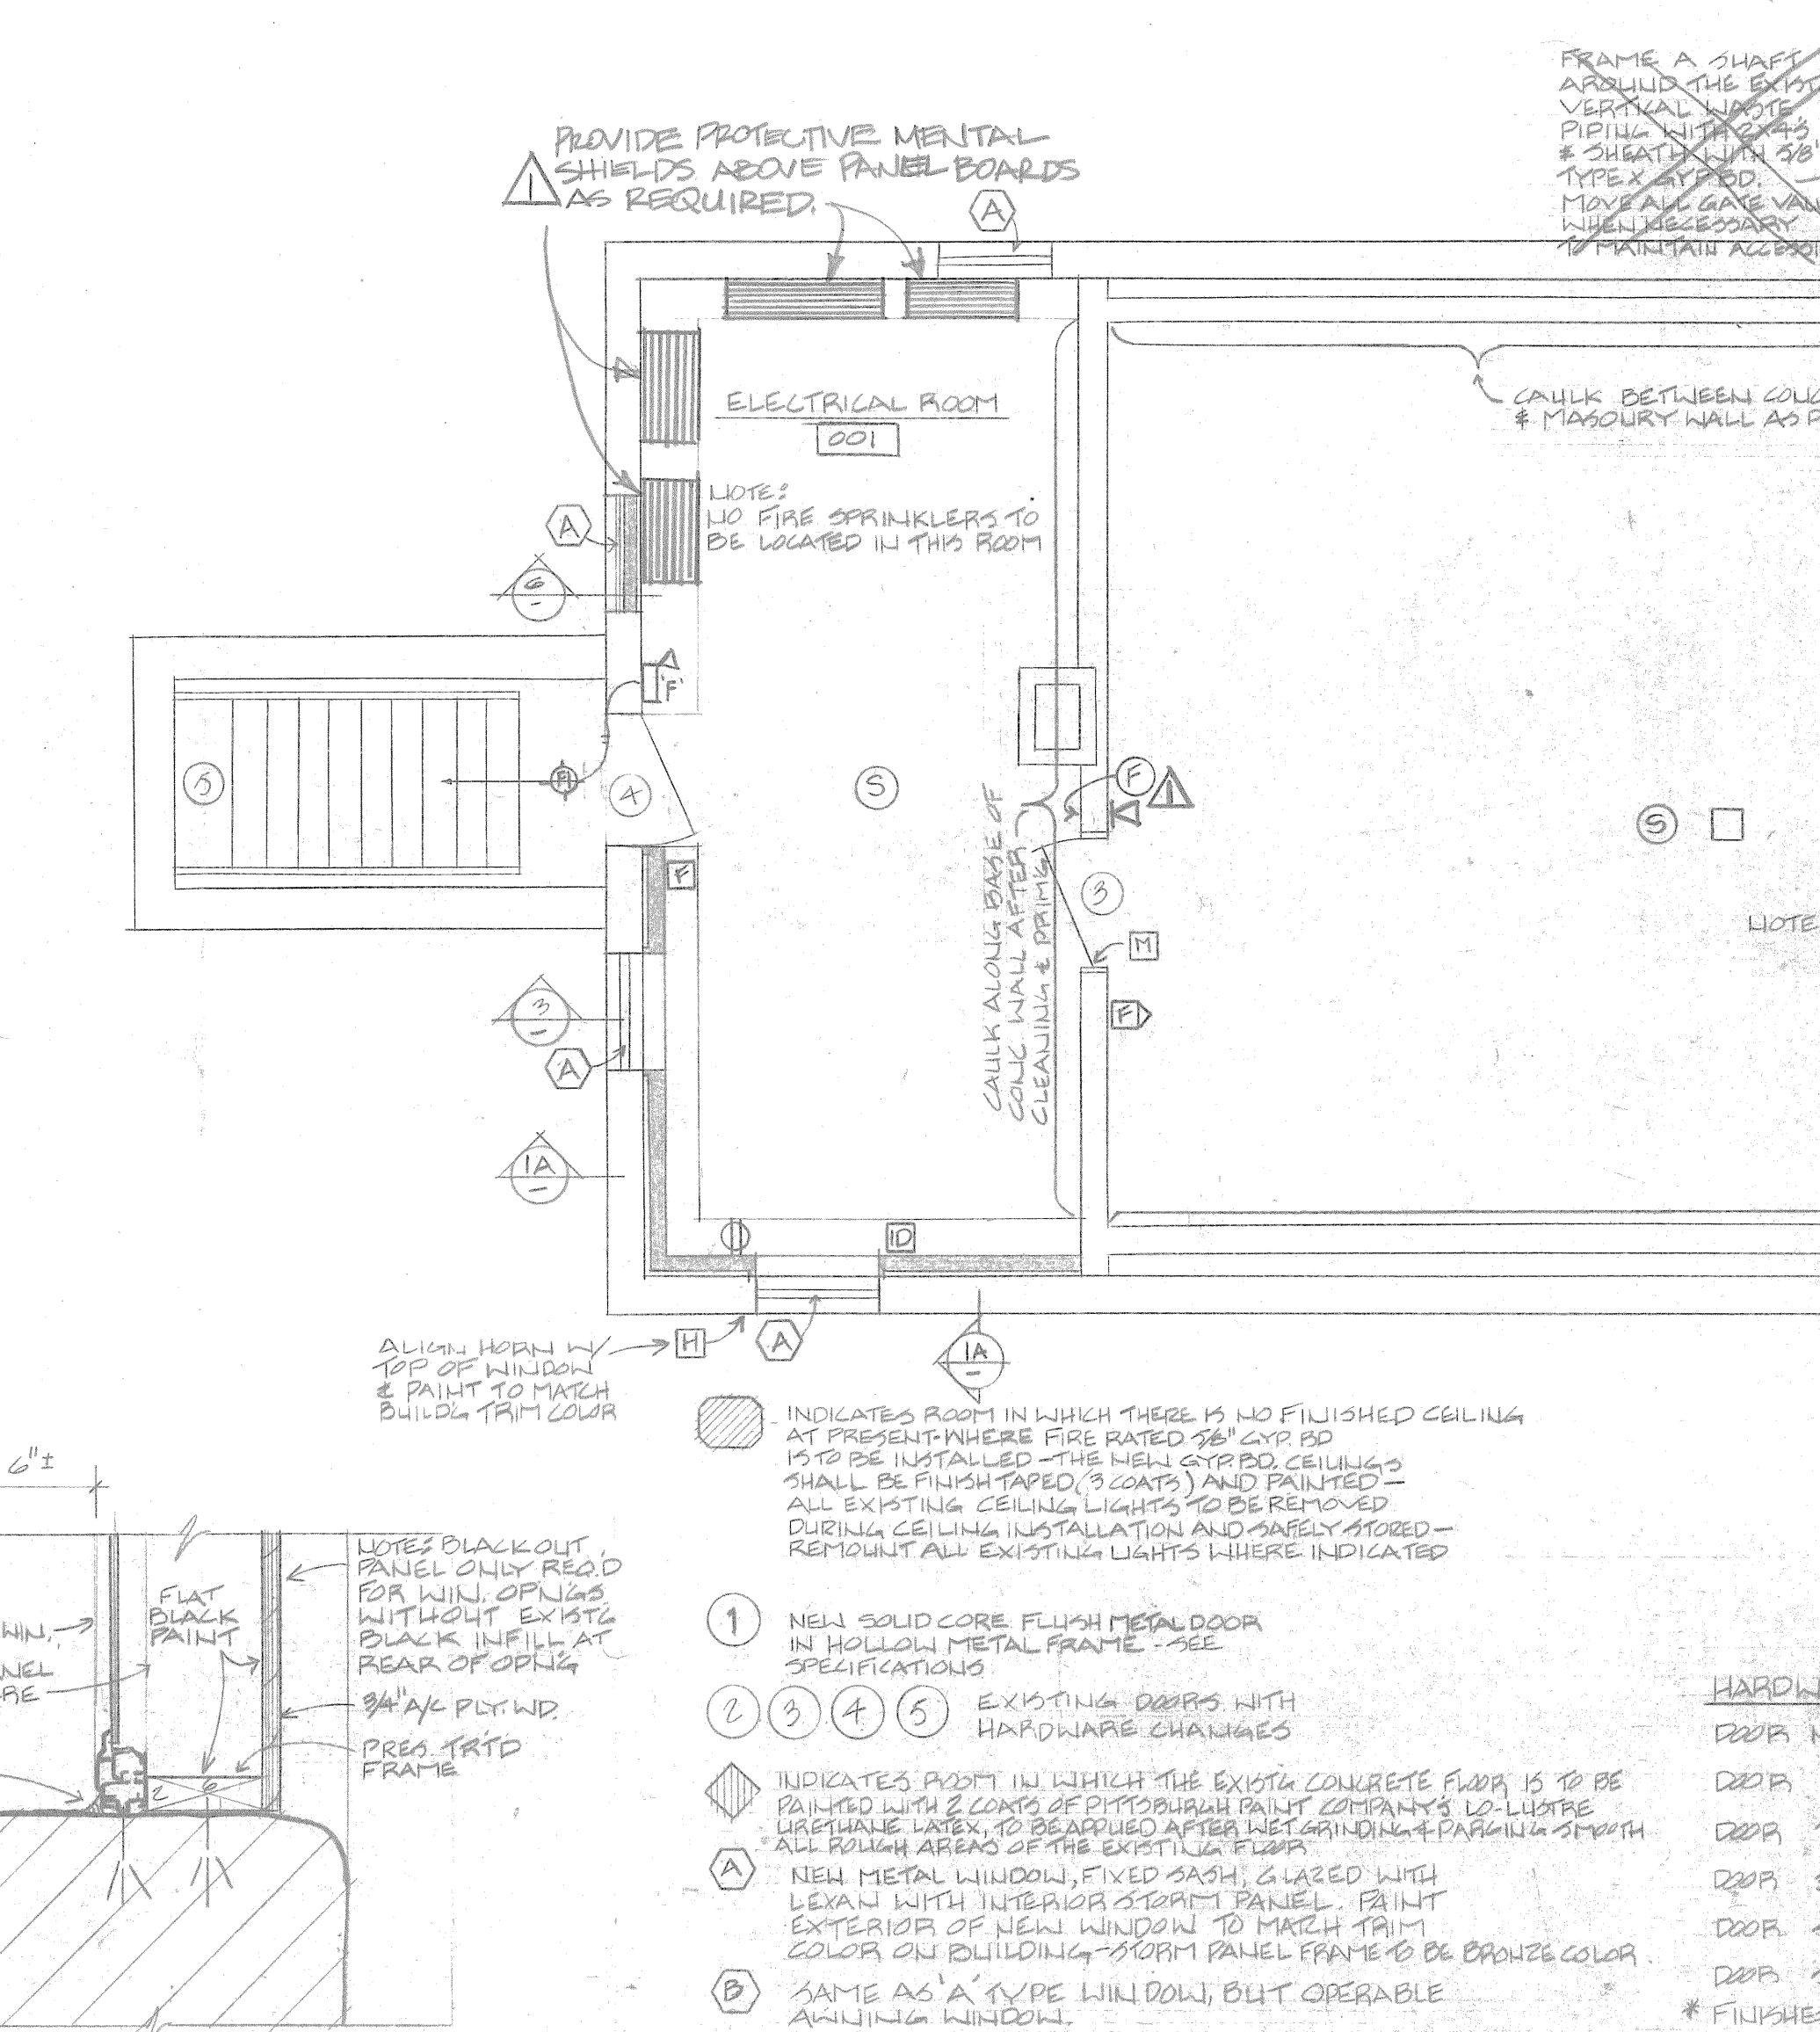 FRAME A SHAFT
AROUND THE
VERTICAL WASTE
PIPING WITH 2X4'S,
& SHEATH WITH 5/8"
TYPE X GYP. BD.
MOVE ALL GATE
WHEN NECESSARY
TO MAINTAIN
PROVIDE PROTECTIVE MENTAL
SHIELDS ABOVE PANEL BOARDS
1 AS REQUIRED.
A
CAULK BETWEEN
& MASOURY WALL AS
ELECTRICAL ROOM
001
NOTE:
NO FIRE SPRINKLERS TO
BE LOCATED IN THIS ROOM
A
6
-
'F'
5
4
S
F
1
S
F
3
M
F
CAULK ALONG BASE OF
CONC. WALL AFTER
CLEANING & PRIMG
NOTE
3
-
A
1A
-
ID
ALIGN HORN W/
TOP OF WINDOW
& PAINT TO MATCH
BUILD'G TRIM COLOR
H
A
1A
-
INDICATES ROOM IN WHICH THERE IS NO FINISHED CEILING
AT PRESENT-WHERE FIRE RATED 5/8" GYP. BD
IS TO BE INSTALLED - THE NEW GYP. BD. CEILINGS
SHALL BE FINISH TAPED (3 COATS) AND PAINTED -
ALL EXISTING CEILING LIGHTS TO BE REMOVED
DURING CEILING INSTALLATION AND SAFELY STORED -
REMOUNT ALL EXISTING LIGHTS WHERE INDICATED
6"±
NOTE: BLACKOUT
PANEL ONLY REQ.D
FOR WIN. OPN'GS
WITHOUT EXIST'G
BLACK INFILL AT
REAR OF OPN'G
FLAT
BLACK
PAINT
WIN.
3/4" A/C PLY. WD.
PRES TRT'D
FRAME
2
6
1 NEW SOLID CORE FLUSH METAL DOOR
IN HOLLOW METAL FRAME - SEE
SPECIFICATIONS
2 3 4 5 EXISTING DOORS WITH
HARDWARE CHANGES
INDICATES ROOM IN WHICH THE EXIST'G CONCRETE FLOOR IS TO BE
PAINTED WITH 2 COATS OF PITTSBURGH PAINT COMPANY'S LO-LUSTRE
URETHANE LATEX, TO BE APPLIED AFTER WET GRINDING & PARGING SMOOTH
ALL ROUGH AREAS OF THE EXISTING FLOOR
A NEW METAL WINDOW, FIXED SASH, GLAZED WITH
LEXAN WITH INTERIOR STORM PANEL. PAINT
EXTERIOR OF NEW WINDOW TO MATCH TRIM
COLOR ON BUILDING - STORM PANEL FRAME TO BE BRONZE COLOR.
B SAME AS 'A' TYPE WINDOW, BUT OPERABLE
AWNING WINDOW.
DOOR
DOOR
DOOR
DOOR
DOOR
DOOR